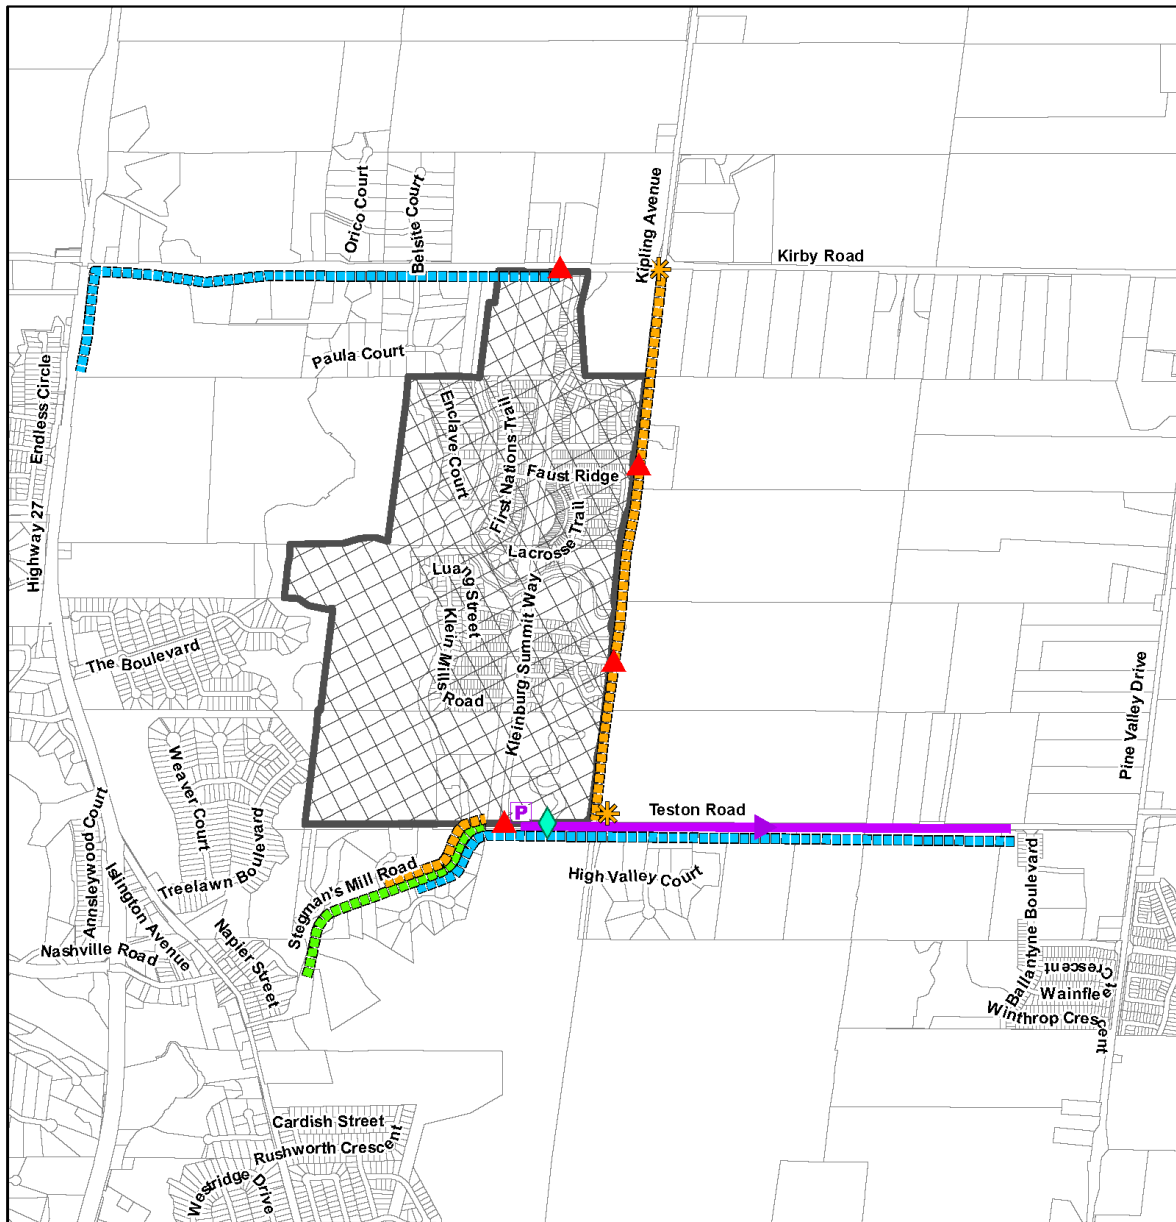 Orico Court
Belsite Court
Kipling Avenue
Kirby Road
Paula Court
Endless Circle
Highway 27
Enclave Court
First Nations Trail
Faust Ridge
Lacrosse Trail
Luang Street
Klein Mills Road
Kleinburg Summit Way
The Boulevard
Pine Valley Drive
Weaver Court
Treelawn Boulevard
P
Teston Road
Annsleywood Court
Islington Avenue
Stegman's Mill Road
High Valley Court
Ballantyne Boulevard
Nashville Road
Napier Street
Wainfleet Crescent
Winthrop Crescent
Cardish Street
Rushworth Crescent
Westridge Drive